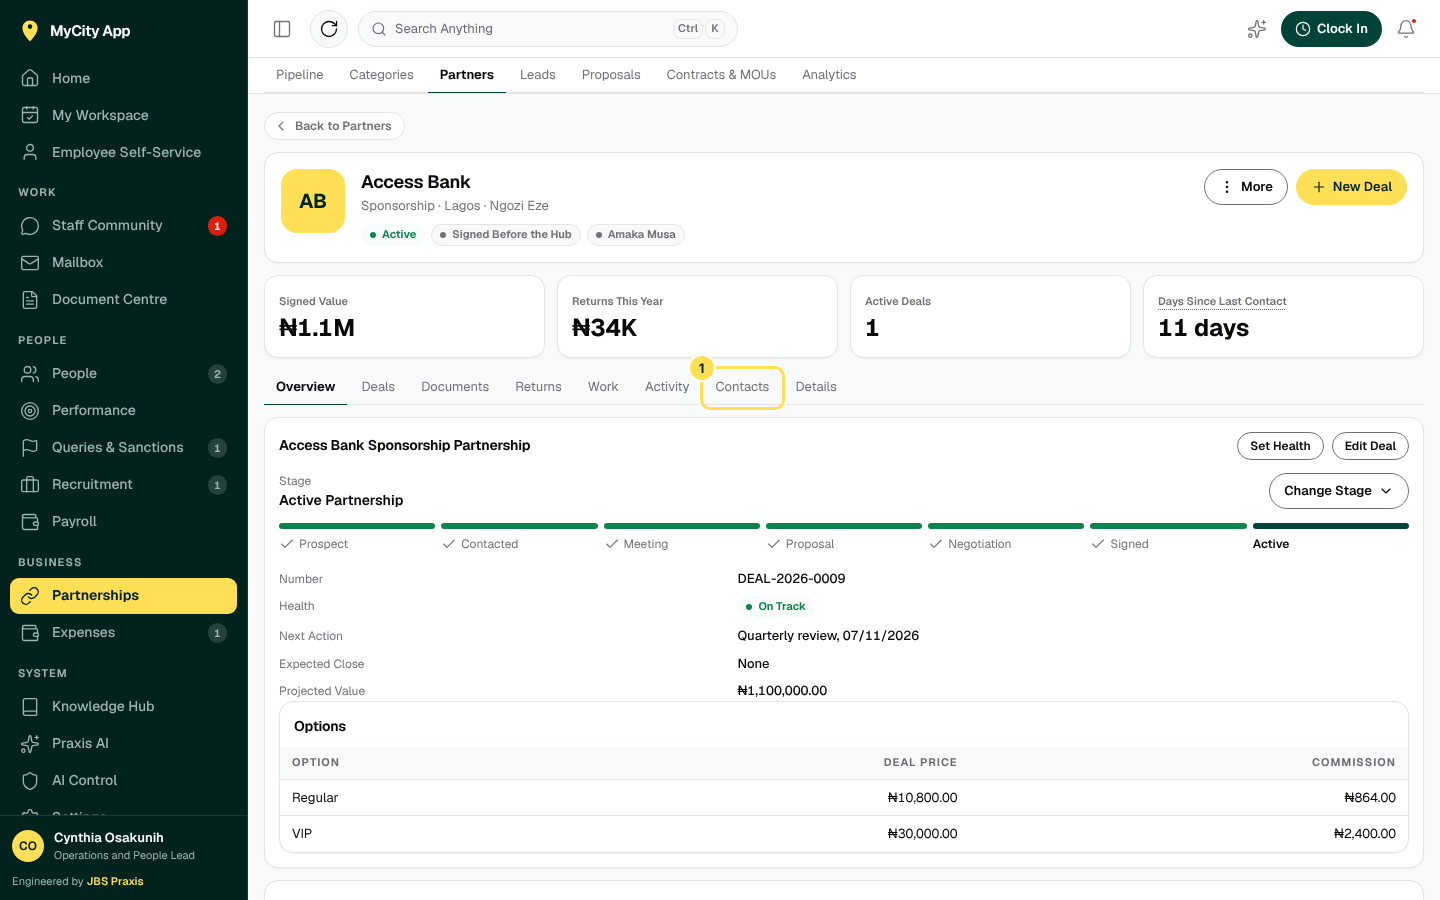 MyCity App
Home
My Workspace
Employee Self-Service
WORK
Staff Community 1
Mailbox
Document Centre
PEOPLE
People 2
Performance
Queries & Sanctions 1
Recruitment 1
Payroll
BUSINESS
Partnerships
Expenses 1
SYSTEM
Knowledge Hub
Praxis AI
AI Control
CO
Cynthia Osakunih
Operations and People Lead
Engineered by JBS Praxis
Search Anything Ctrl K
Clock In
Pipeline Categories Partners Leads Proposals Contracts & MOUs Analytics
Back to Partners
AB
Access Bank
Sponsorship · Lagos · Ngozi Eze
Active Signed Before the Hub Amaka Musa
More New Deal
Signed Value
₦1.1M
Returns This Year
₦34K
Active Deals
1
Days Since Last Contact
11 days
1
Overview Deals Documents Returns Work Activity Contacts Details
Access Bank Sponsorship Partnership
Set Health Edit Deal
Stage
Active Partnership
Change Stage
Prospect Contacted Meeting Proposal Negotiation Signed Active
Number DEAL-2026-0009
Health On Track
Next Action Quarterly review, 07/11/2026
Expected Close None
Projected Value ₦1,100,000.00
Options
OPTION DEAL PRICE COMMISSION
Regular ₦10,800.00 ₦864.00
VIP ₦30,000.00 ₦2,400.00